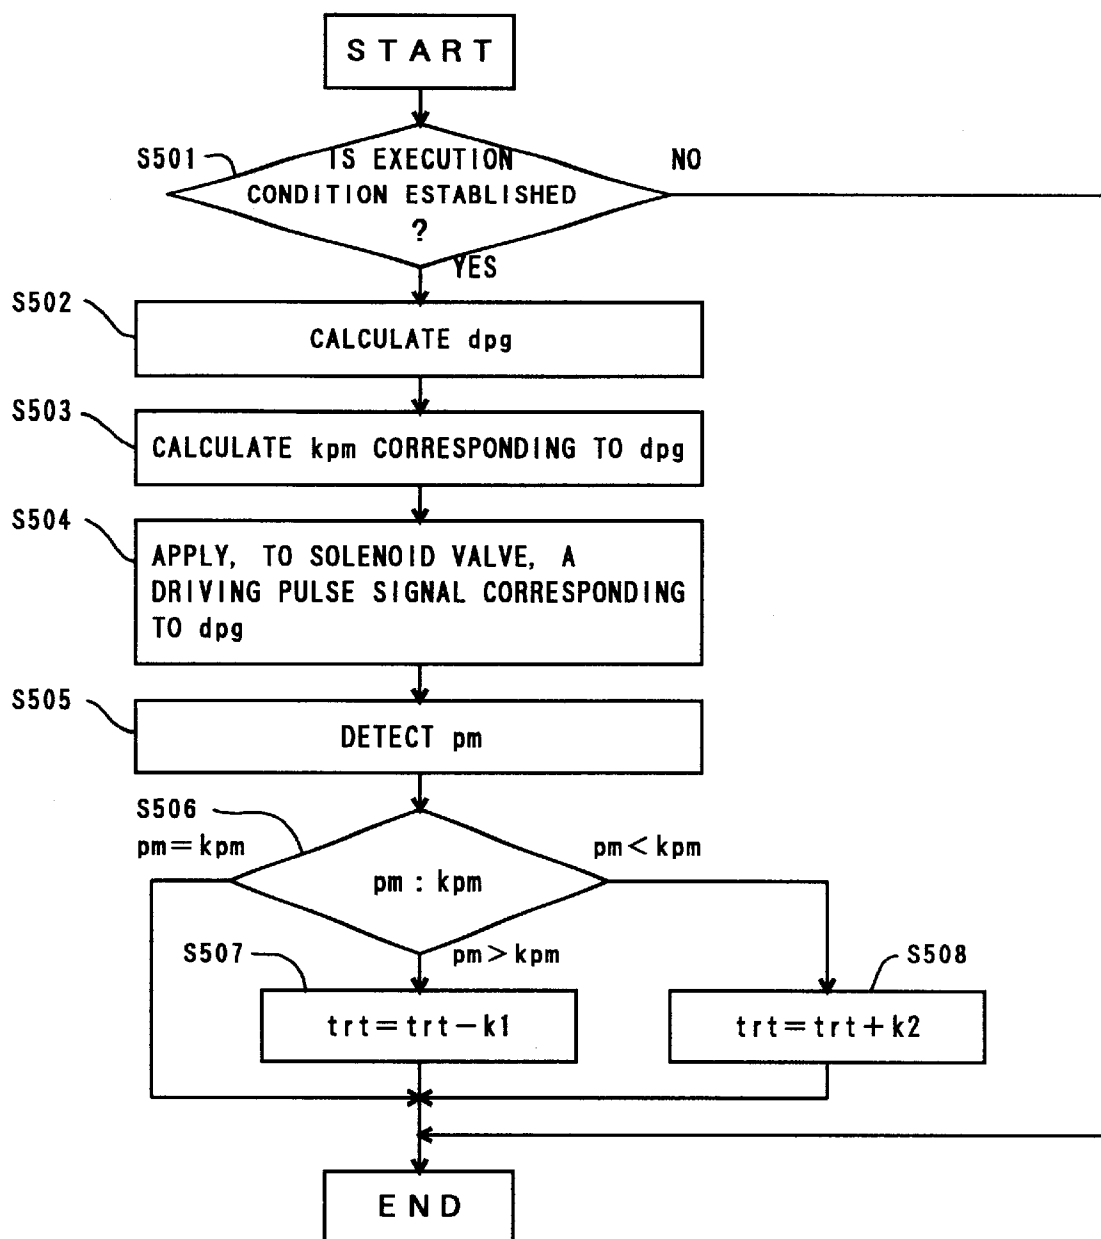 START
S501
IS EXECUTION
CONDITION ESTABLISHED
?
NO
YES
S502
CALCULATE dpg
S503
CALCULATE kpm CORRESPONDING TO dpg
S504
APPLY, TO SOLENOID VALVE, A
DRIVING PULSE SIGNAL CORRESPONDING
TO dpg
S505
DETECT pm
S506
pm=kpm
pm<kpm
pm : kpm
S507
pm>kpm
S508
trt=trt-k1
trt=trt+k2
END